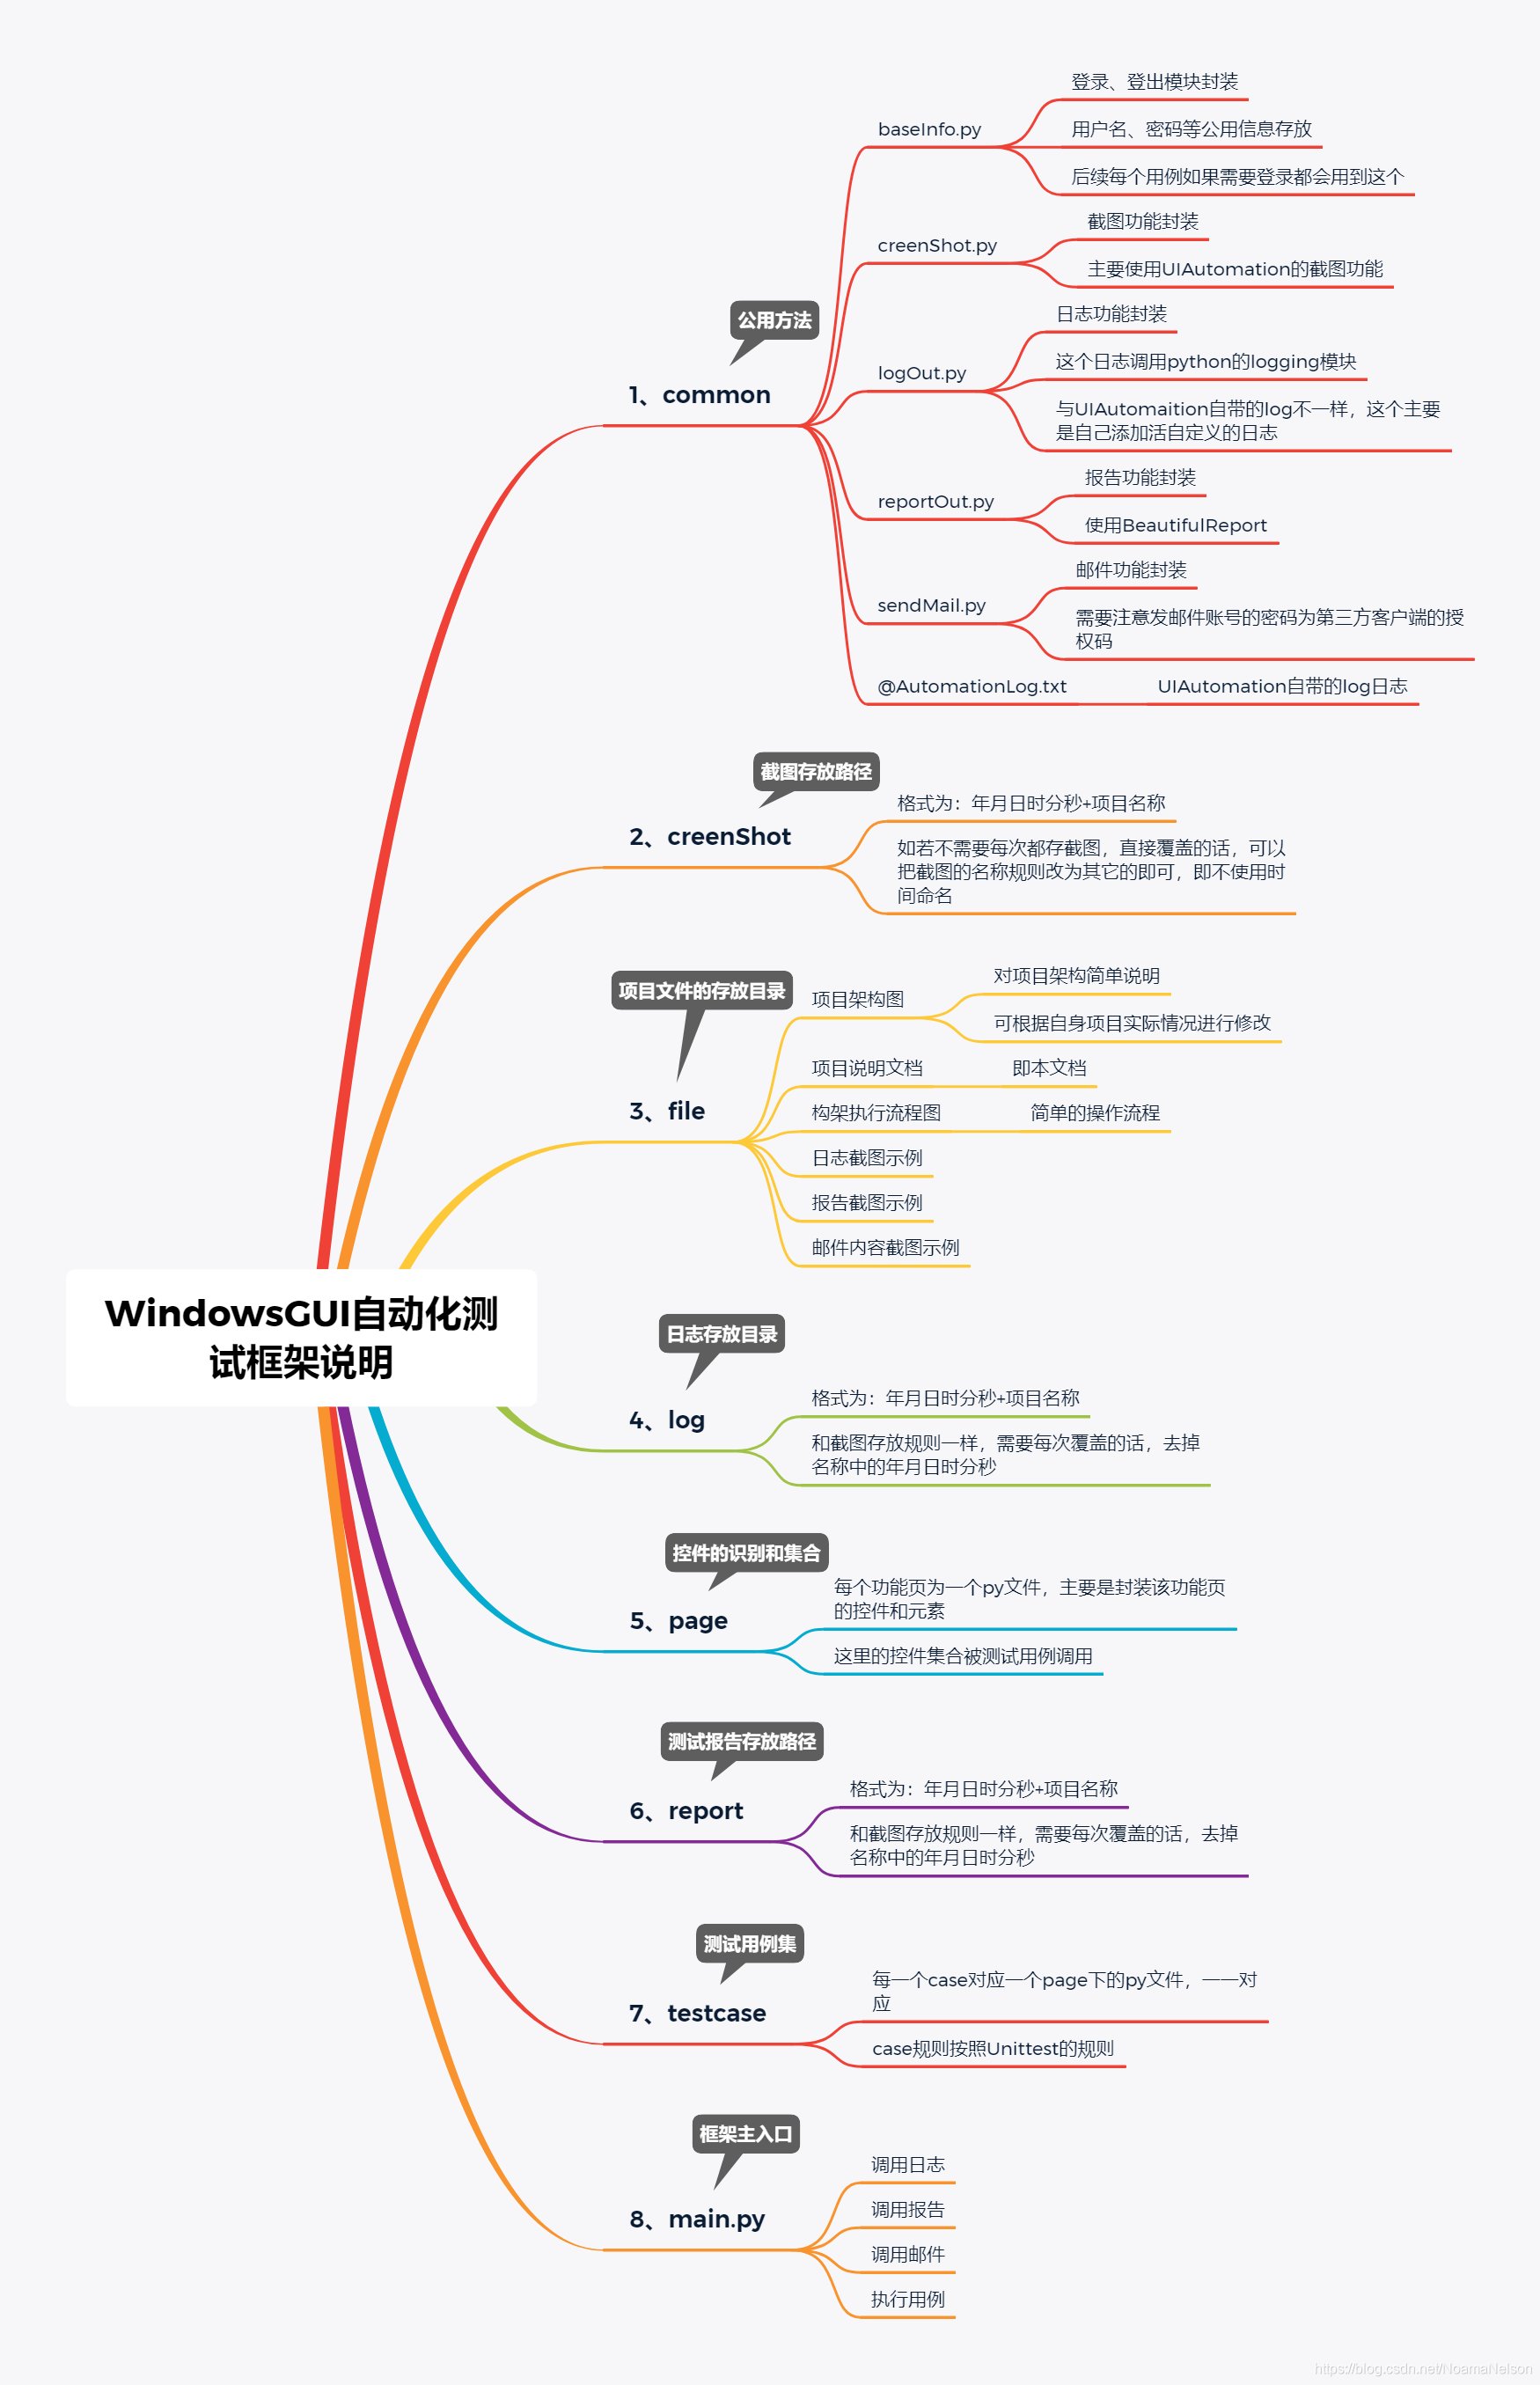 WindowsGUI自动化测
试框架说明
公用方法
1、common
baseInfo.py
登录、登出模块封装
用户名、密码等公用信息存放
后续每个用例如果需要登录都会用到这个
creenShot.py
截图功能封装
主要使用UIAutomation的截图功能
logOut.py
日志功能封装
这个日志调用python的logging模块
与UIAutomaition自带的log不一样，这个主要
是自己添加活自定义的日志
reportOut.py
报告功能封装
使用BeautifulReport
sendMail.py
邮件功能封装
需要注意发邮件账号的密码为第三方客户端的授
权码
@AutomationLog.txt
UIAutomation自带的log日志
截图存放路径
2、creenShot
格式为：年月日时分秒+项目名称
如若不需要每次都存截图，直接覆盖的话，可以
把截图的名称规则改为其它的即可，即不使用时
间命名
项目文件的存放目录
3、file
项目架构图
对项目架构简单说明
可根据自身项目实际情况进行修改
项目说明文档
即本文档
构架执行流程图
简单的操作流程
日志截图示例
报告截图示例
邮件内容截图示例
日志存放目录
4、log
格式为：年月日时分秒+项目名称
和截图存放规则一样，需要每次覆盖的话，去掉
名称中的年月日时分秒
控件的识别和集合
5、page
每个功能页为一个py文件，主要是封装该功能页
的控件和元素
这里的控件集合被测试用例调用
测试报告存放路径
6、report
格式为：年月日时分秒+项目名称
和截图存放规则一样，需要每次覆盖的话，去掉
名称中的年月日时分秒
测试用例集
7、testcase
每一个case对应一个page下的py文件，一一对
应
case规则按照Unittest的规则
框架主入口
8、main.py
调用日志
调用报告
调用邮件
执行用例
https://blog.csdn.net/NoamaNelson